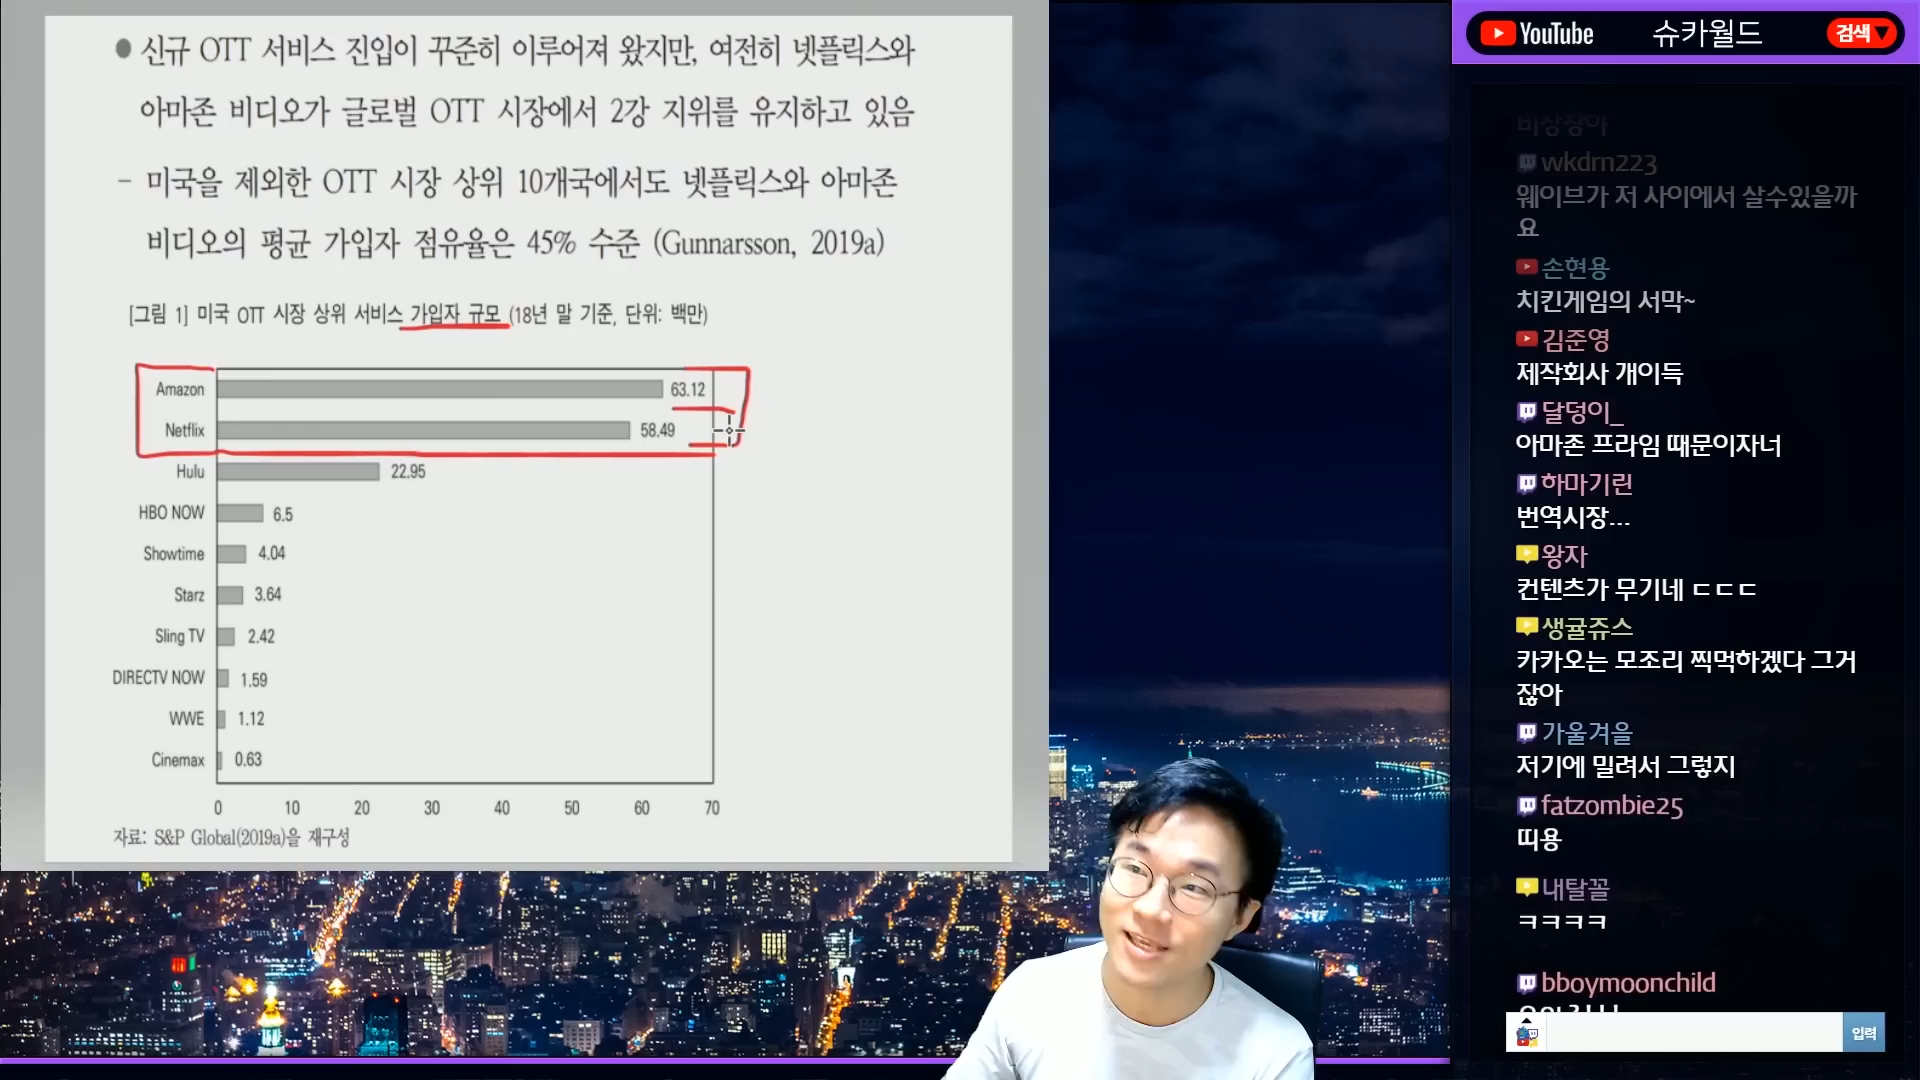 ● 신규 OTT 서비스 진입이 꾸준히 이루어져 왔지만, 여전히 넷플릭스와
아마존 비디오가 글로벌 OTT 시장에서 2강 지위를 유지하고 있음
- 미국을 제외한 OTT 시장 상위 10개국에서도 넷플릭스와 아마존
비디오의 평균 가입자 점유율은 45% 수준 (Gunnarsson, 2019a)
[그림 1] 미국 OTT 시장 상위 서비스 가입자 규모 (18년 말 기준, 단위: 백만)
Amazon 63.12
Netflix 58.49
Hulu 22.95
HBO NOW 6.5
Showtime 4.04
Starz 3.64
Sling TV 2.42
DIRECTV NOW 1.59
WWE 1.12
Cinemax 0.63
0 10 20 30 40 50 60 70
자료: S&P Global(2019a)을 재구성
YouTube 슈카월드 검색
비상장아
wkdrn223
웨이브가 저 사이에서 살수있을까
요
손현용
치킨게임의 서막~
김준영
제작회사 개이득
달덩이_
아마존 프라임 때문이자너
하마기린
번역시장...
왕자
컨텐츠가 무기네 ㄷㄷㄷ
생귤쥬스
카카오는 모조리 찍먹하겠다 그거
잖아
가울겨을
저기에 밀려서 그렇지
fatzombie25
띠용
내탈꼴
ㅋㅋㅋㅋ
bboymoonchild
입력